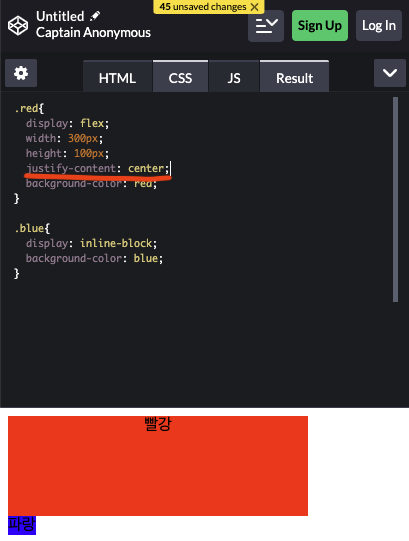 45 unsaved changes X
Untitled
Captain Anonymous
Sign Up
Log In
HTML
CSS
JS
Result
.red{
display: flex;
width: 300px;
height: 100px;
justify-content: center;
background-color: red;
}
.blue{
display: inline-block;
background-color: blue;
}
빨강
파랑